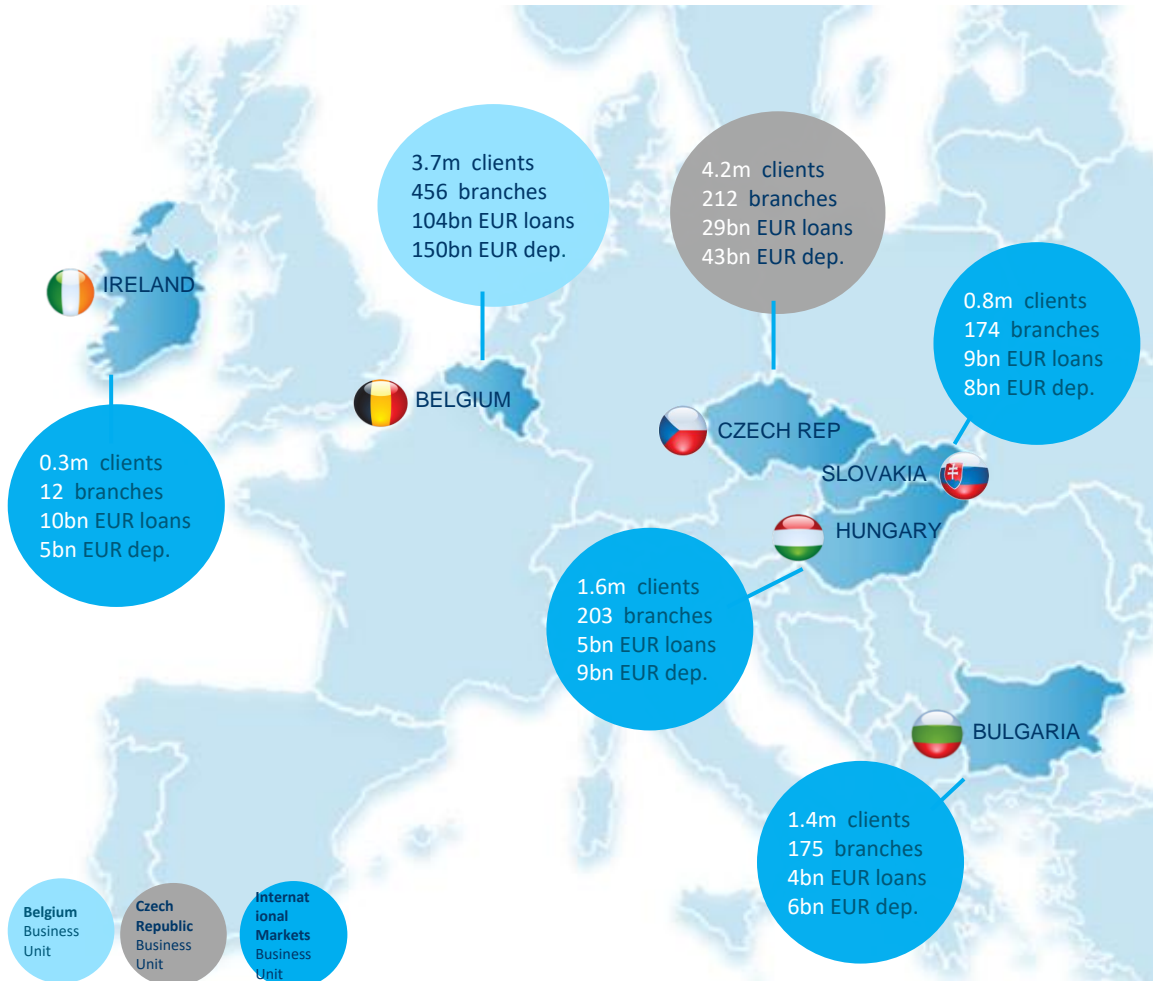 3.7m clients
456 branches
104bn EUR loans
150bn EUR dep.
4.2m clients
212 branches
29bn EUR loans
43bn EUR dep.
IRELAND
0.8m clients
174 branches
9bn EUR loans
8bn EUR dep.
BELGIUM
CZECH REP
SLOVAKIA
0.3m clients
12 branches
10bn EUR loans
5bn EUR dep.
HUNGARY
1.6m clients
203 branches
5bn EUR loans
9bn EUR dep.
BULGARIA
1.4m clients
175 branches
4bn EUR loans
6bn EUR dep.
Belgium
Business
Unit
Czech
Republic
Business
Unit
Internat
ional
Markets
Business
Unit